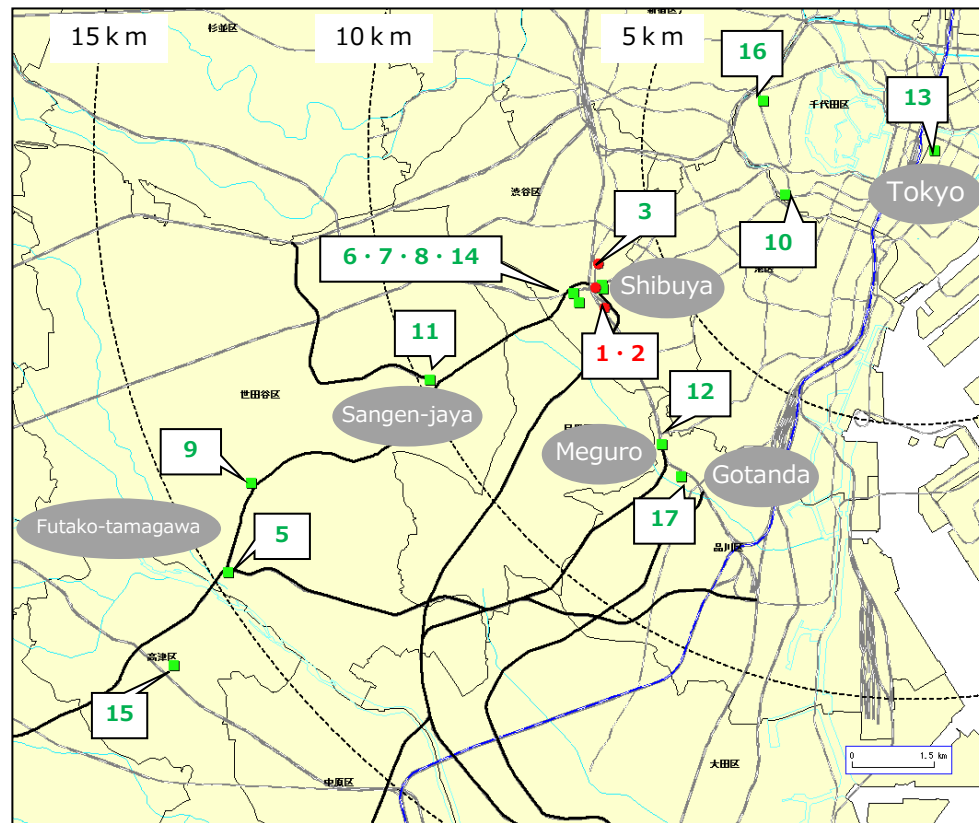 15ｋｍ
10ｋｍ
5ｋｍ
杉並区
16
千代田区
13
渋谷区
3
Tokyo
6・7・8・14
10
Shibuya
11
1・2
世田谷区
Sangen-jaya
12
9
Meguro
Gotanda
Futako-tamagawa
5
17
品川区
高津区
15
0 1.5 km
大田区
中原区